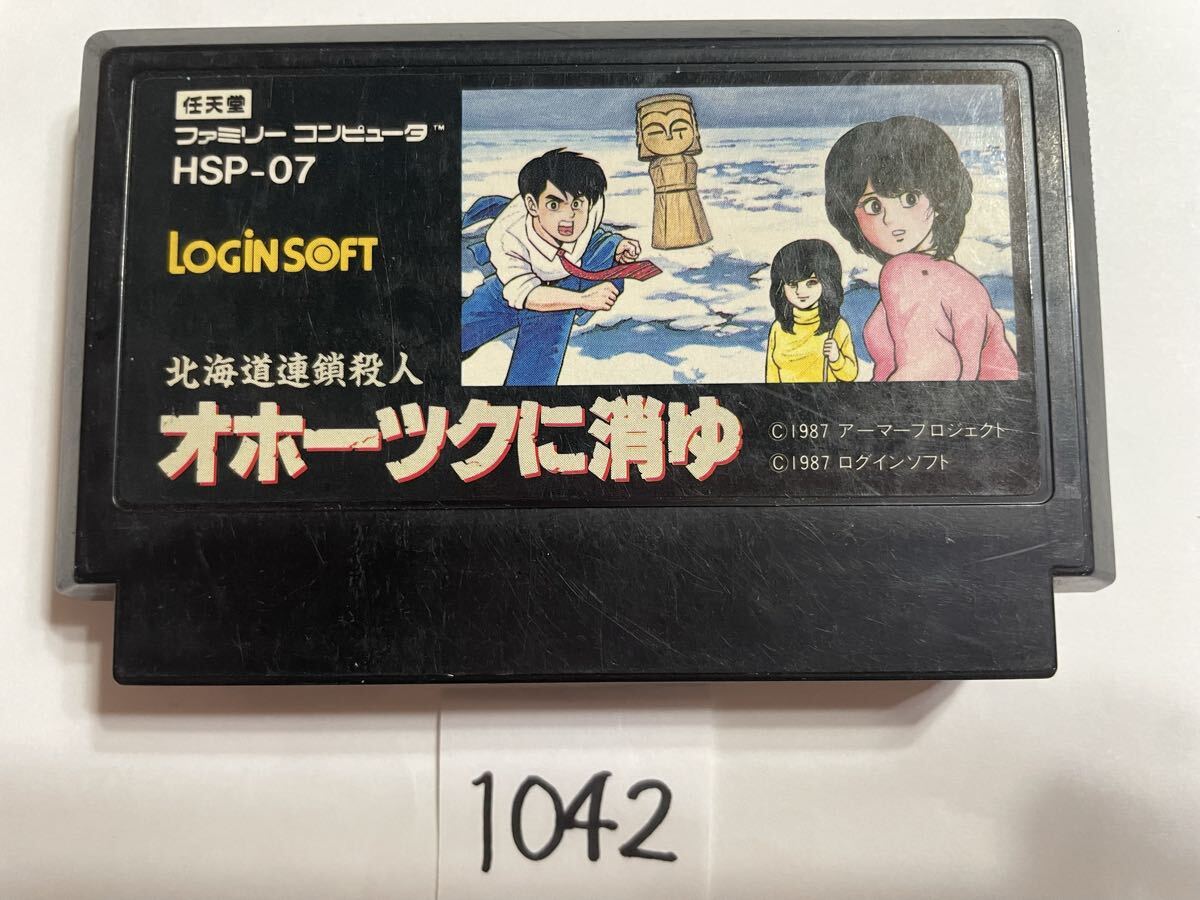 任天堂
ファミリー コンピュータ™
HSP-07
LOGiNSOFT
北海道連鎖殺人
オホーツクに消ゆ
©1987 アーマープロジェクト
©1987 ログインソフト
1042